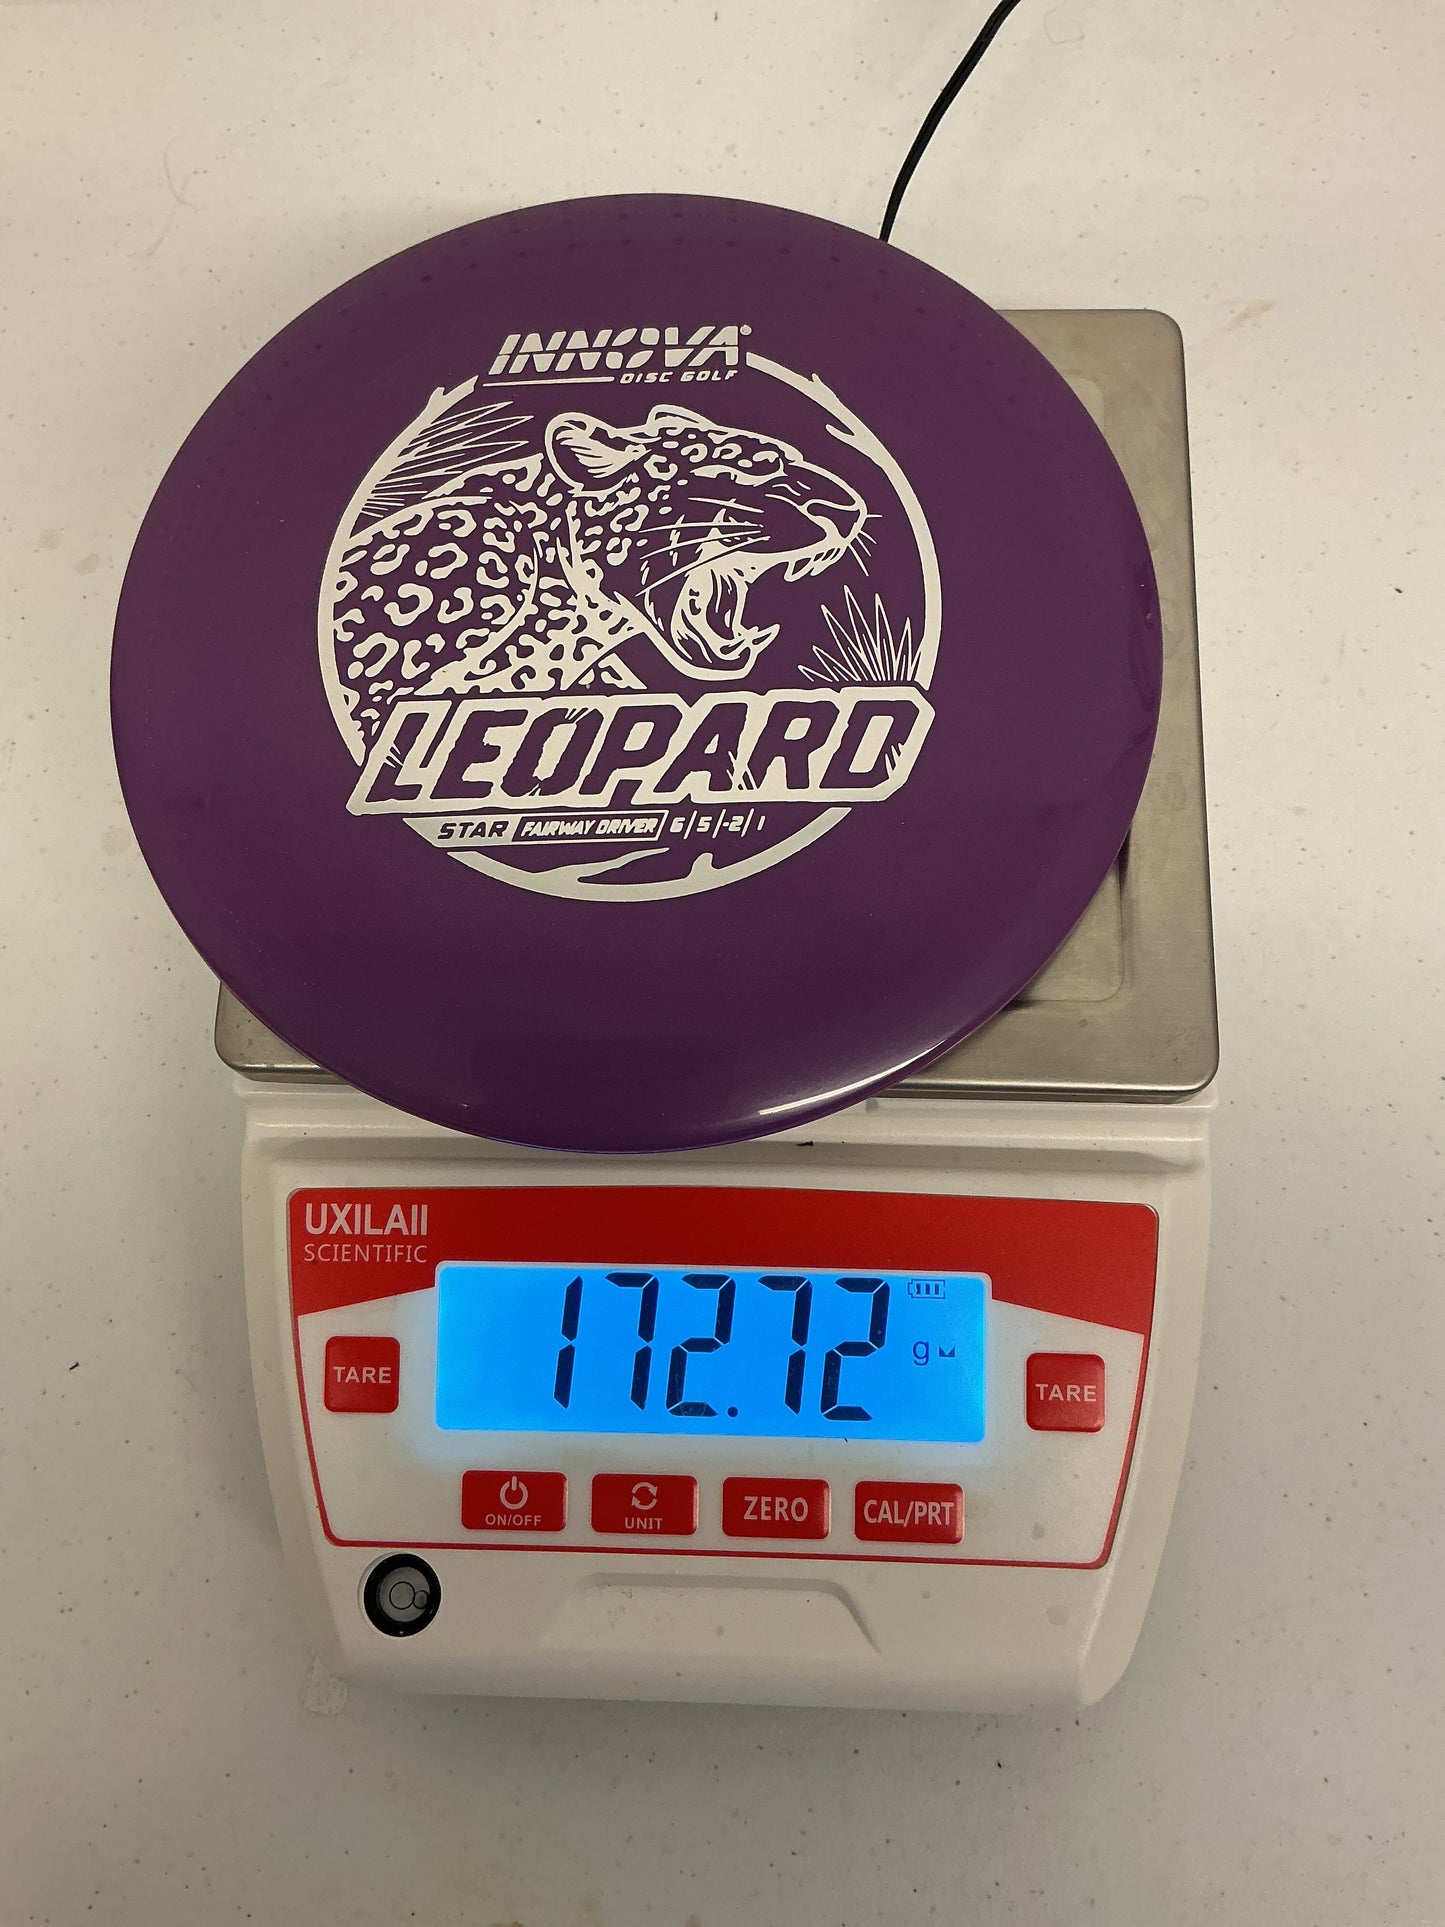 INNOVA®
DISC GOLF
LEOPARD
STAR FAIRWAY DRIVER 6/5/-2/1
UXILAII
SCIENTIFIC
172.72 g
TARE
TARE
ON/OFF
UNIT
ZERO
CAL/PRT